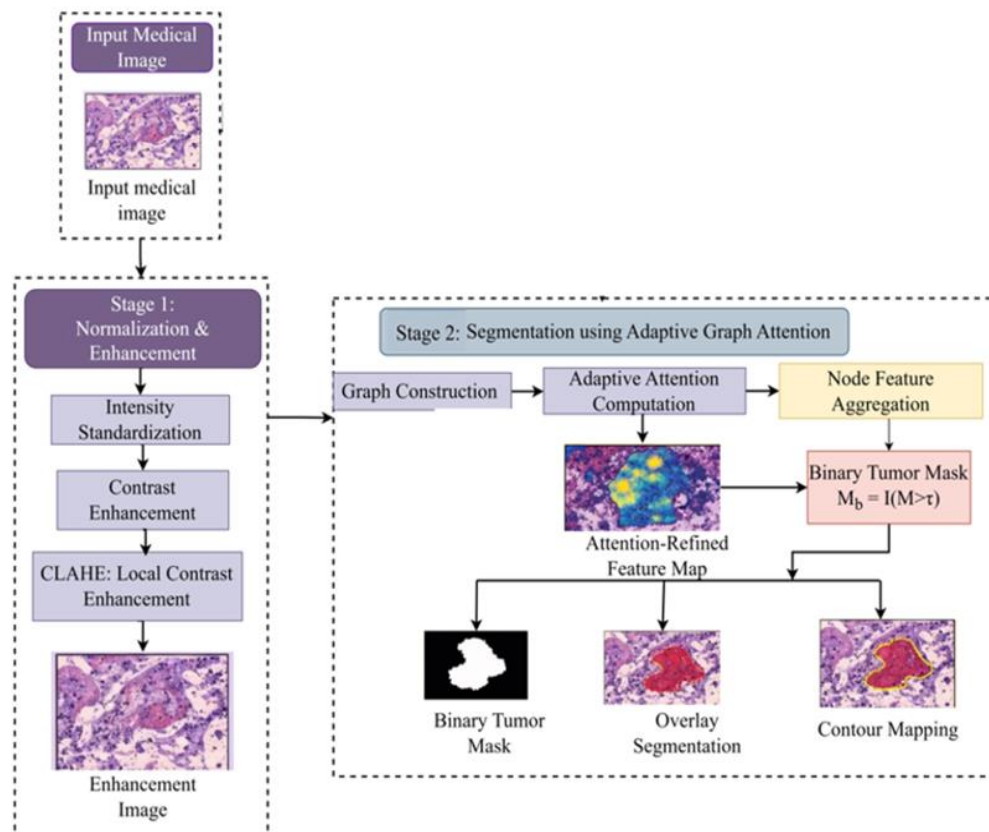 Input Medical
Image
Input medical
image
Stage 1:
Normalization &
Enhancement
Intensity
Standardization
Contrast
Enhancement
CLAHE: Local Contrast
Enhancement
Enhancement
Image
Stage 2: Segmentation using Adaptive Graph Attention
Graph Construction
Adaptive Attention
Computation
Node Feature
Aggregation
Attention-Refined
Feature Map
Binary Tumor Mask
M_b = I(M>τ)
Binary Tumor
Mask
Overlay
Segmentation
Contour Mapping